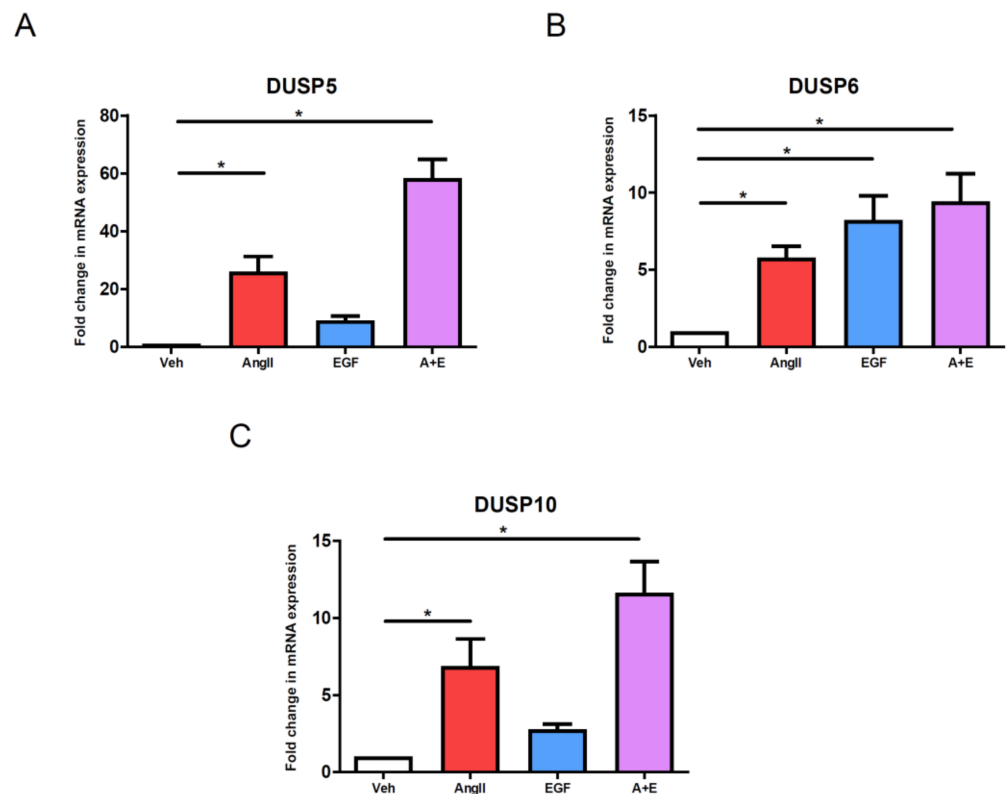 A
DUSP5
Fold change in mRNA expression
80
60
40
20
0
*
*
Veh AngII EGF A+E
B
DUSP6
Fold change in mRNA expression
15
10
5
0
*
*
*
Veh AngII EGF A+E
C
DUSP10
Fold change in mRNA expression
15
10
5
0
*
*
Veh AngII EGF A+E